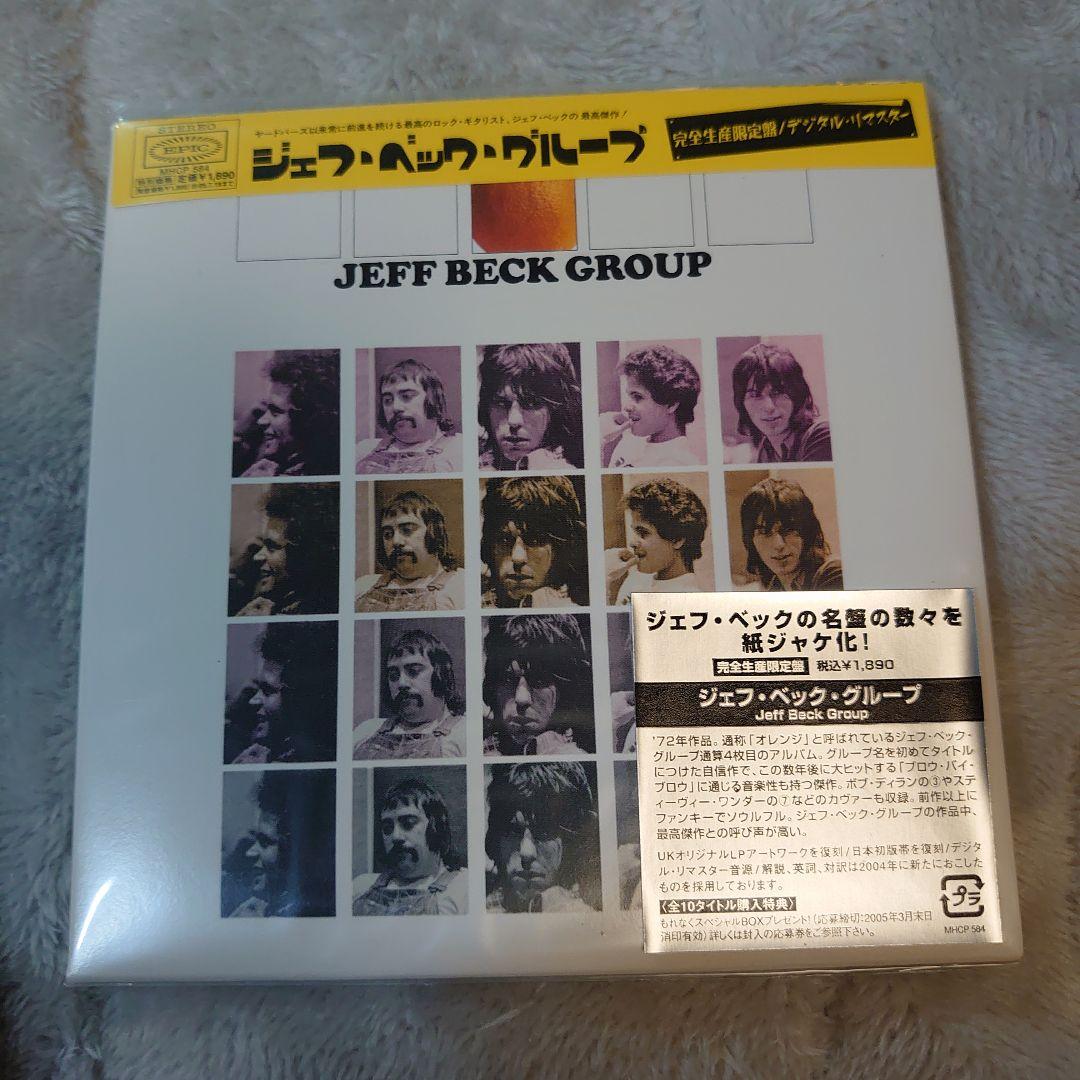 STEREO
EPIC
MHCP 584
特別価格 定価¥1,890
ヤードバーズ以来常に前進を続ける最高のロック・ギタリスト、ジェフ・ベックの 最高傑作!
ジェフ・ベック・グループ
完全生産限定盤/デジタル・リマスター
JEFF BECK GROUP
ジェフ・ベックの名盤の数々を
紙ジャケ化!
完全生産限定盤 税込¥1,890
ジェフ・ベック・グループ
Jeff Beck Group
'72年作品。通称「オレンジ」と呼ばれているジェフ・ベック・
グループ通算4枚目のアルバム。グループ名を初めてタイトル
につけた自信作で、この数年後に大ヒットする「ブロウ・バイ・
ブロウ」に通じる音楽性も持つ傑作。ボブ・ディランの③やステ
ィーヴィー・ワンダーの⑦などのカヴァーも収録。前作以上に
ファンキーでソウルフル。ジェフ・ベック・グループの作品中、
最高傑作との呼び声が高い。
UKオリジナルLPアートワークを復刻/日本初版帯を復刻/デジ
タル・リマスター音源/解説、英詞、対訳は2004年に新たにおこした
ものを採用しております。
〈全10タイトル購入特典〉
もれなくスペシャルBOXプレゼント!(応募締切:2005年3月末日
消印有効)詳しくは封入の応募券をご参照下さい。
プラ
MHCP 584